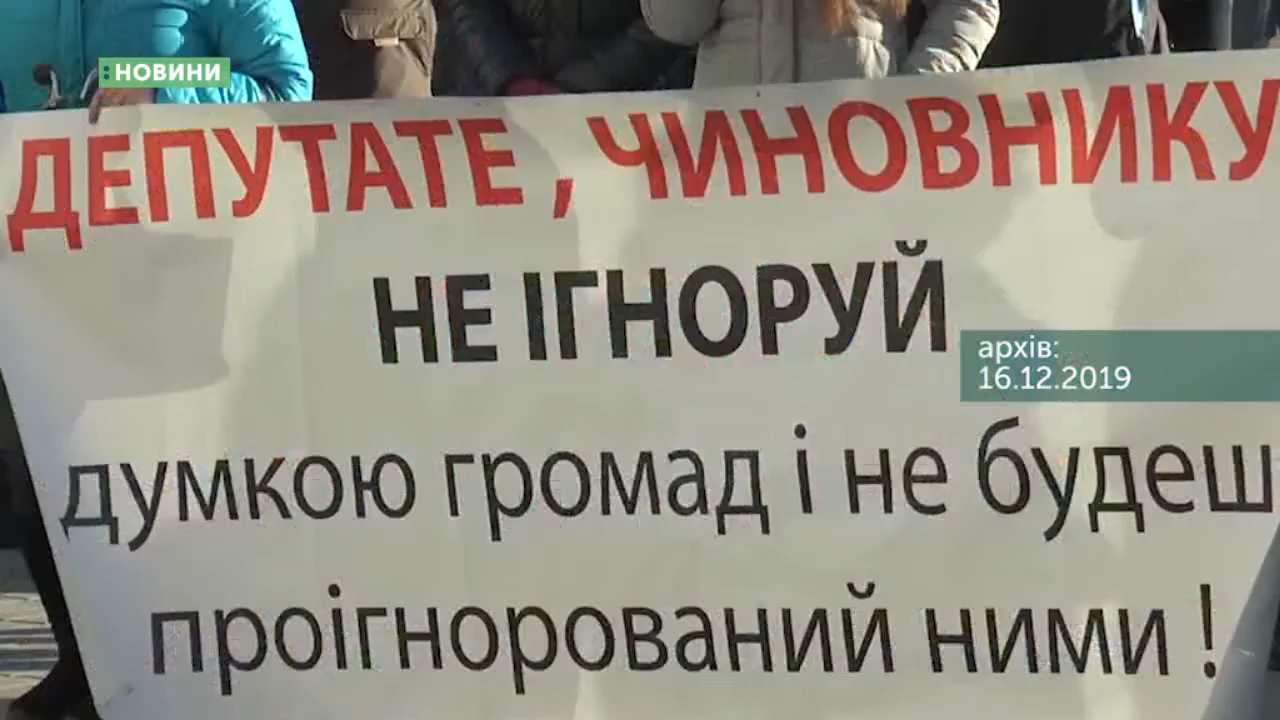 :НОВИНИ
ДЕПУТАТЕ , ЧИНОВНИКУ
НЕ ІГНОРУЙ
архів:
16.12.2019
думкою громад і не будеш
проігнорований ними !